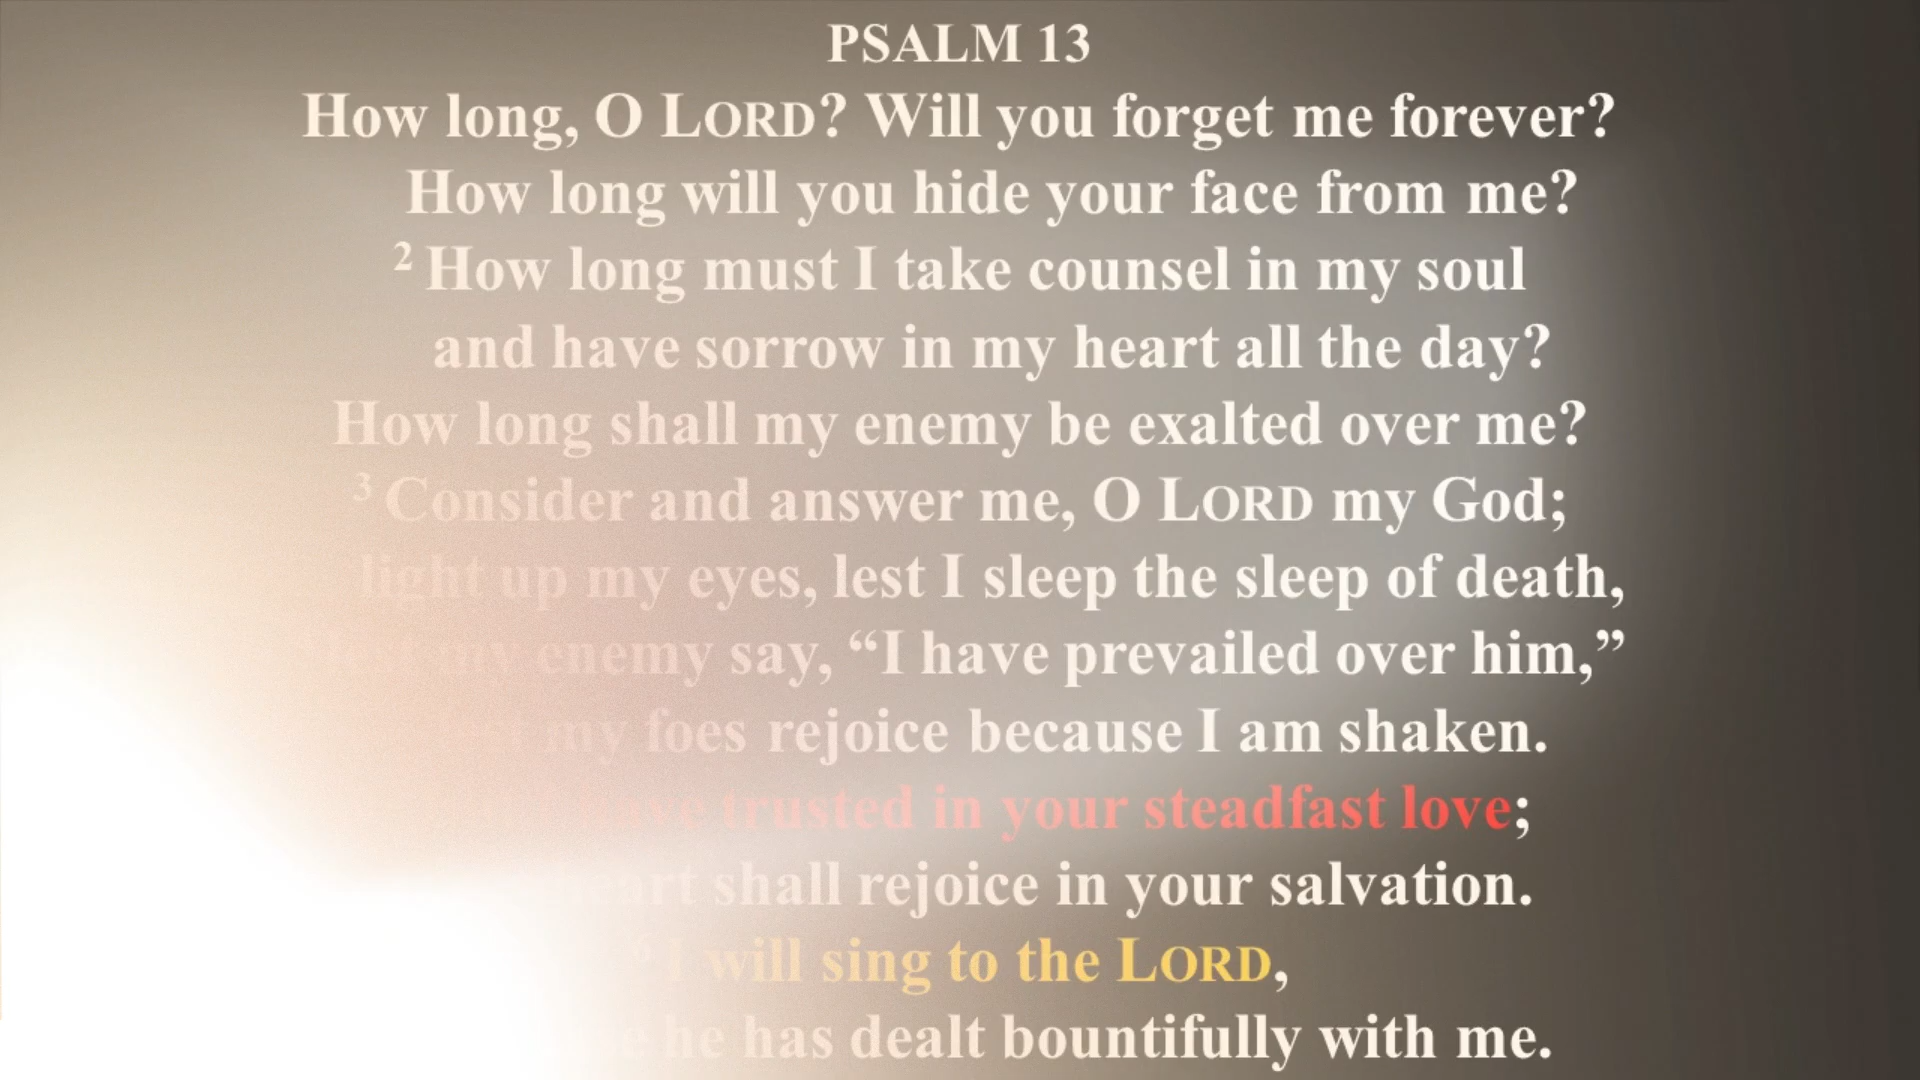 PSALM 13
How long, O LORD? Will you forget me forever?
How long will you hide your face from me?
2 How long must I take counsel in my soul
and have sorrow in my heart all the day?
How long shall my enemy be exalted over me?
3 Consider and answer me, O LORD my God;
light up my eyes, lest I sleep the sleep of death,
my enemy say, “I have prevailed over him,”
my foes rejoice because I am shaken.
have trusted in your steadfast love;
heart shall rejoice in your salvation.
6 I will sing to the LORD,
he has dealt bountifully with me.